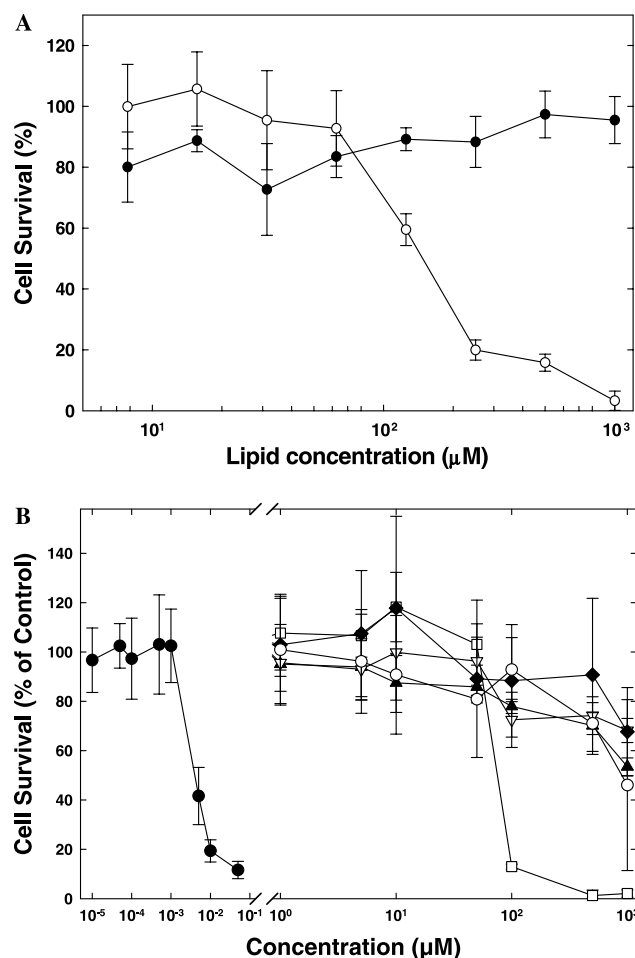 A
Cell Survival (%)
120
100
80
60
40
20
0
10¹ 10² 10³
Lipid concentration (μM)
B
Cell Survival (% of Control)
140
120
100
80
60
40
20
0
10⁻⁵ 10⁻⁴ 10⁻³ 10⁻² 10⁻¹ 10⁰ 10¹ 10² 10³
Concentration (μM)